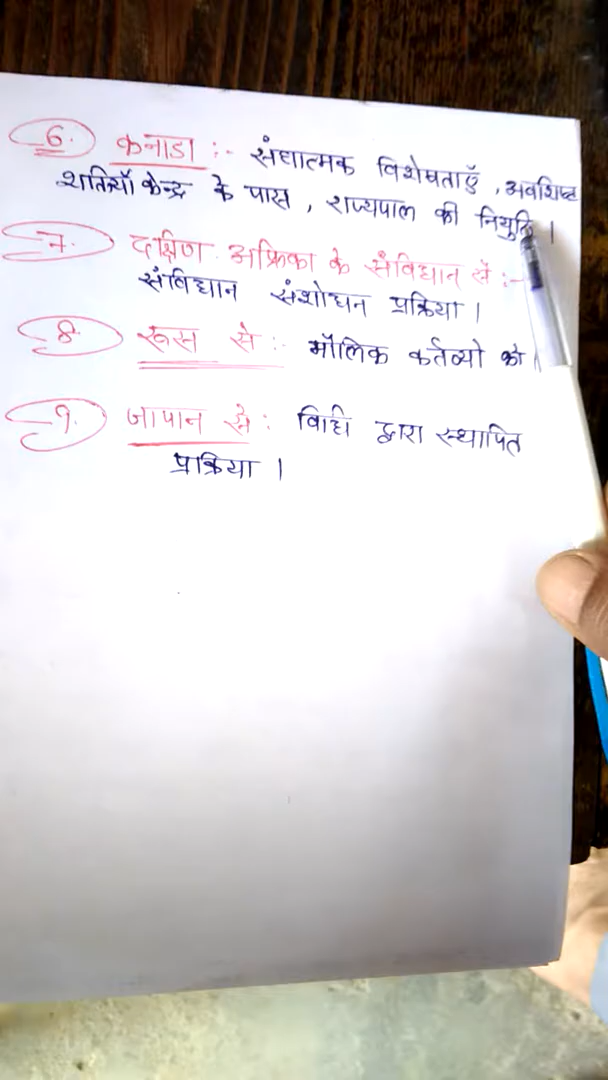 6. कनाडा :- संघात्मक विशेषताएँ , अवशिष्ट
शक्तियाँ केन्द्र के पास , राज्यपाल की नियुक्ति ।
7. दक्षिण अफ्रिका के संविधान से :-
संविधान संशोधन प्रक्रिया ।
8. रूस से :- मौलिक कर्तव्यो को ।
9. जापान से : विधि द्वारा स्थापित
प्रक्रिया ।